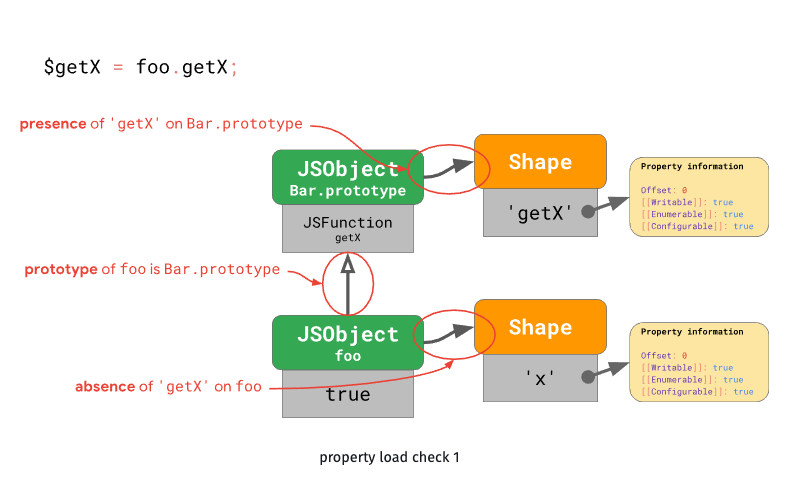 $getX = foo.getX;
presence of 'getX' on Bar.prototype
JSObject
Bar.prototype
JSFunction
getX
Shape
'getX'
Property information
Offset: 0
[[Writable]]: true
[[Enumerable]]: true
[[Configurable]]: true
prototype of foo is Bar.prototype
JSObject
foo
true
Shape
'x'
Property information
Offset: 0
[[Writable]]: true
[[Enumerable]]: true
[[Configurable]]: true
absence of 'getX' on foo
property load check 1